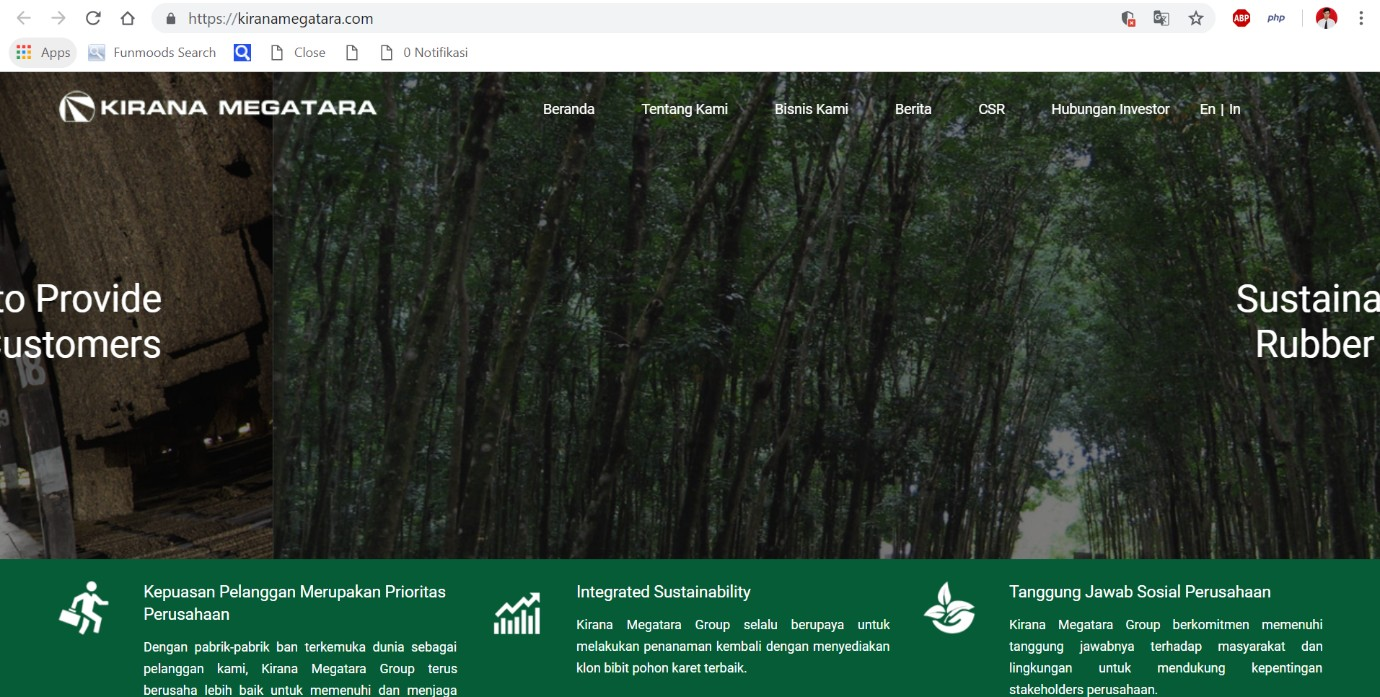 https://kiranamegatara.com
ABP
php
Apps
Funmoods Search
Close
0 Notifikasi
KIRANA MEGATARA
Beranda
Tentang Kami
Bisnis Kami
Berita
CSR
Hubungan Investor
En | In
to Provide
Customers
18
Sustaina
Rubber
Kepuasan Pelanggan Merupakan Prioritas
Perusahaan
Dengan pabrik-pabrik ban terkemuka dunia sebagai
pelanggan kami, Kirana Megatara Group terus
berusaha lebih baik untuk memenuhi dan menjaga
Integrated Sustainability
Kirana Megatara Group selalu berupaya untuk
melakukan penanaman kembali dengan menyediakan
klon bibit pohon karet terbaik.
Tanggung Jawab Sosial Perusahaan
Kirana Megatara Group berkomitmen memenuhi
tanggung jawabnya terhadap masyarakat dan
lingkungan untuk mendukung kepentingan
stakeholders perusahaan.